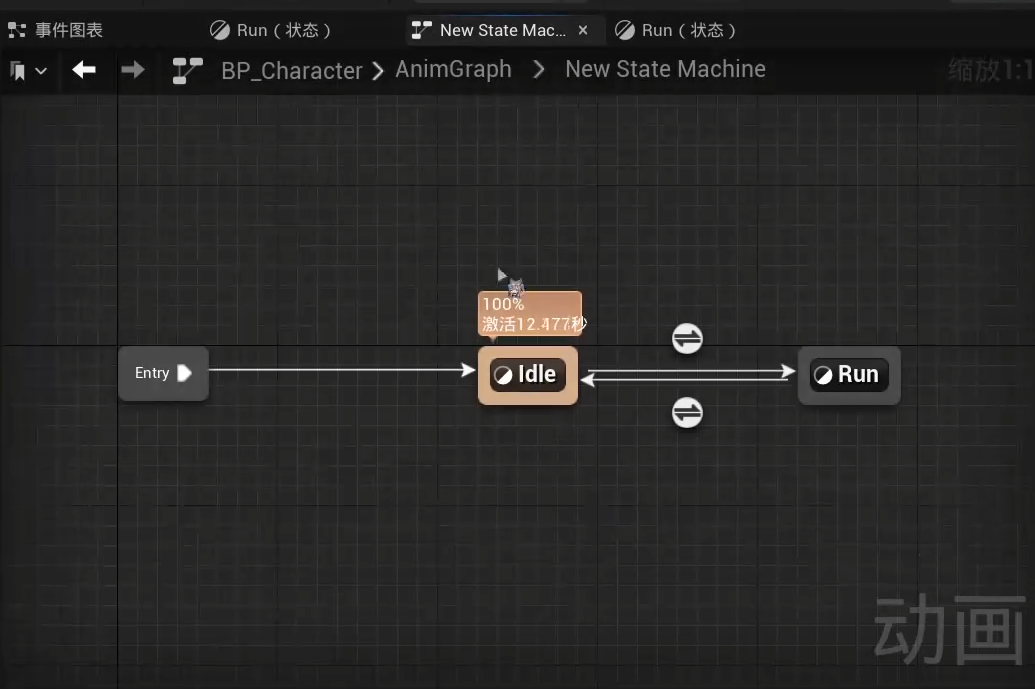 事件图表
Run（状态）
New State Mac...
Run（状态）
BP_Character
AnimGraph
New State Machine
缩放1:1
100%
激活12.477秒
Entry
Idle
Run
动画